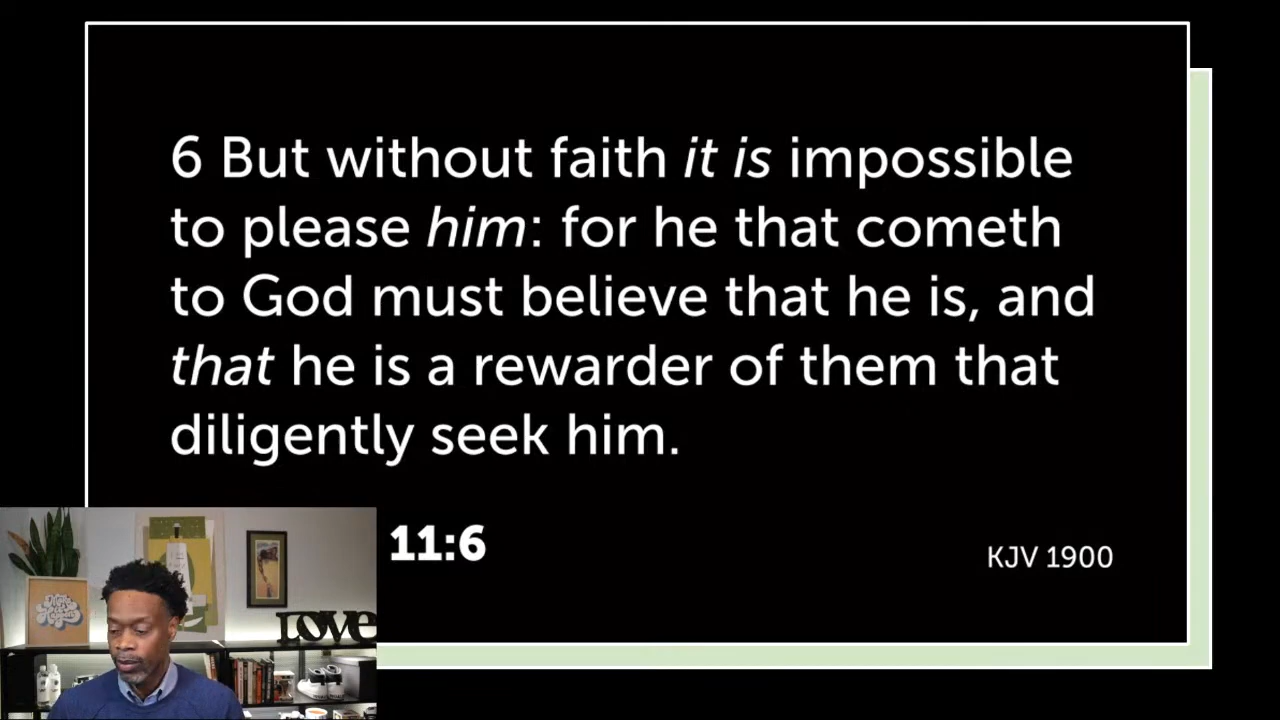 6 But without faith it is impossible
to please him: for he that cometh
to God must believe that he is, and
that he is a rewarder of them that
diligently seek him.
11:6
KJV 1900
Love